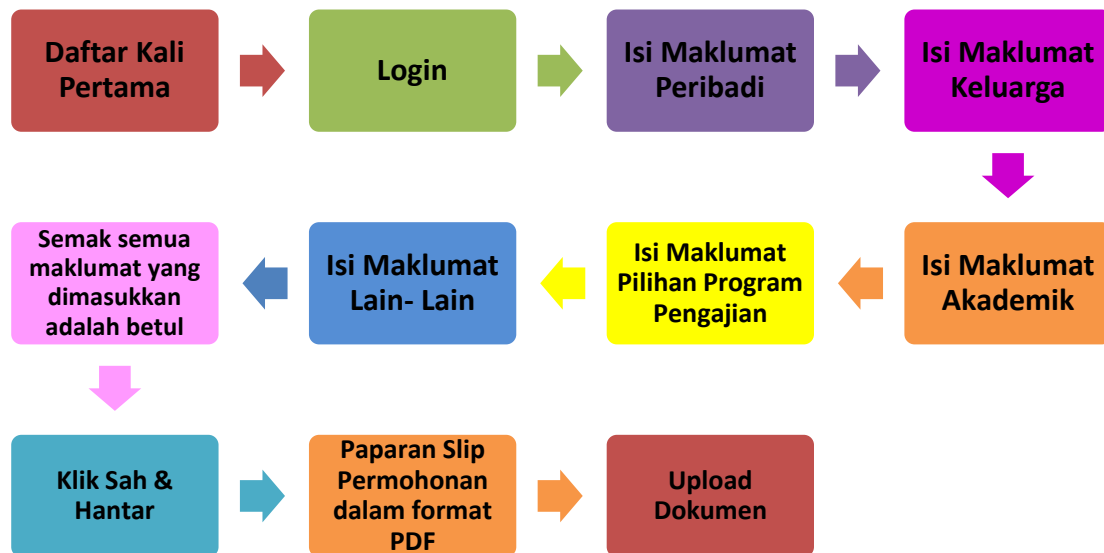 Daftar Kali
Pertama
Login
Isi Maklumat
Peribadi
Isi Maklumat
Keluarga
Isi Maklumat
Akademik
Isi Maklumat
Pilihan Program
Pengajian
Isi Maklumat
Lain- Lain
Semak semua
maklumat yang
dimasukkan
adalah betul
Klik Sah &
Hantar
Paparan Slip
Permohonan
dalam format
PDF
Upload
Dokumen